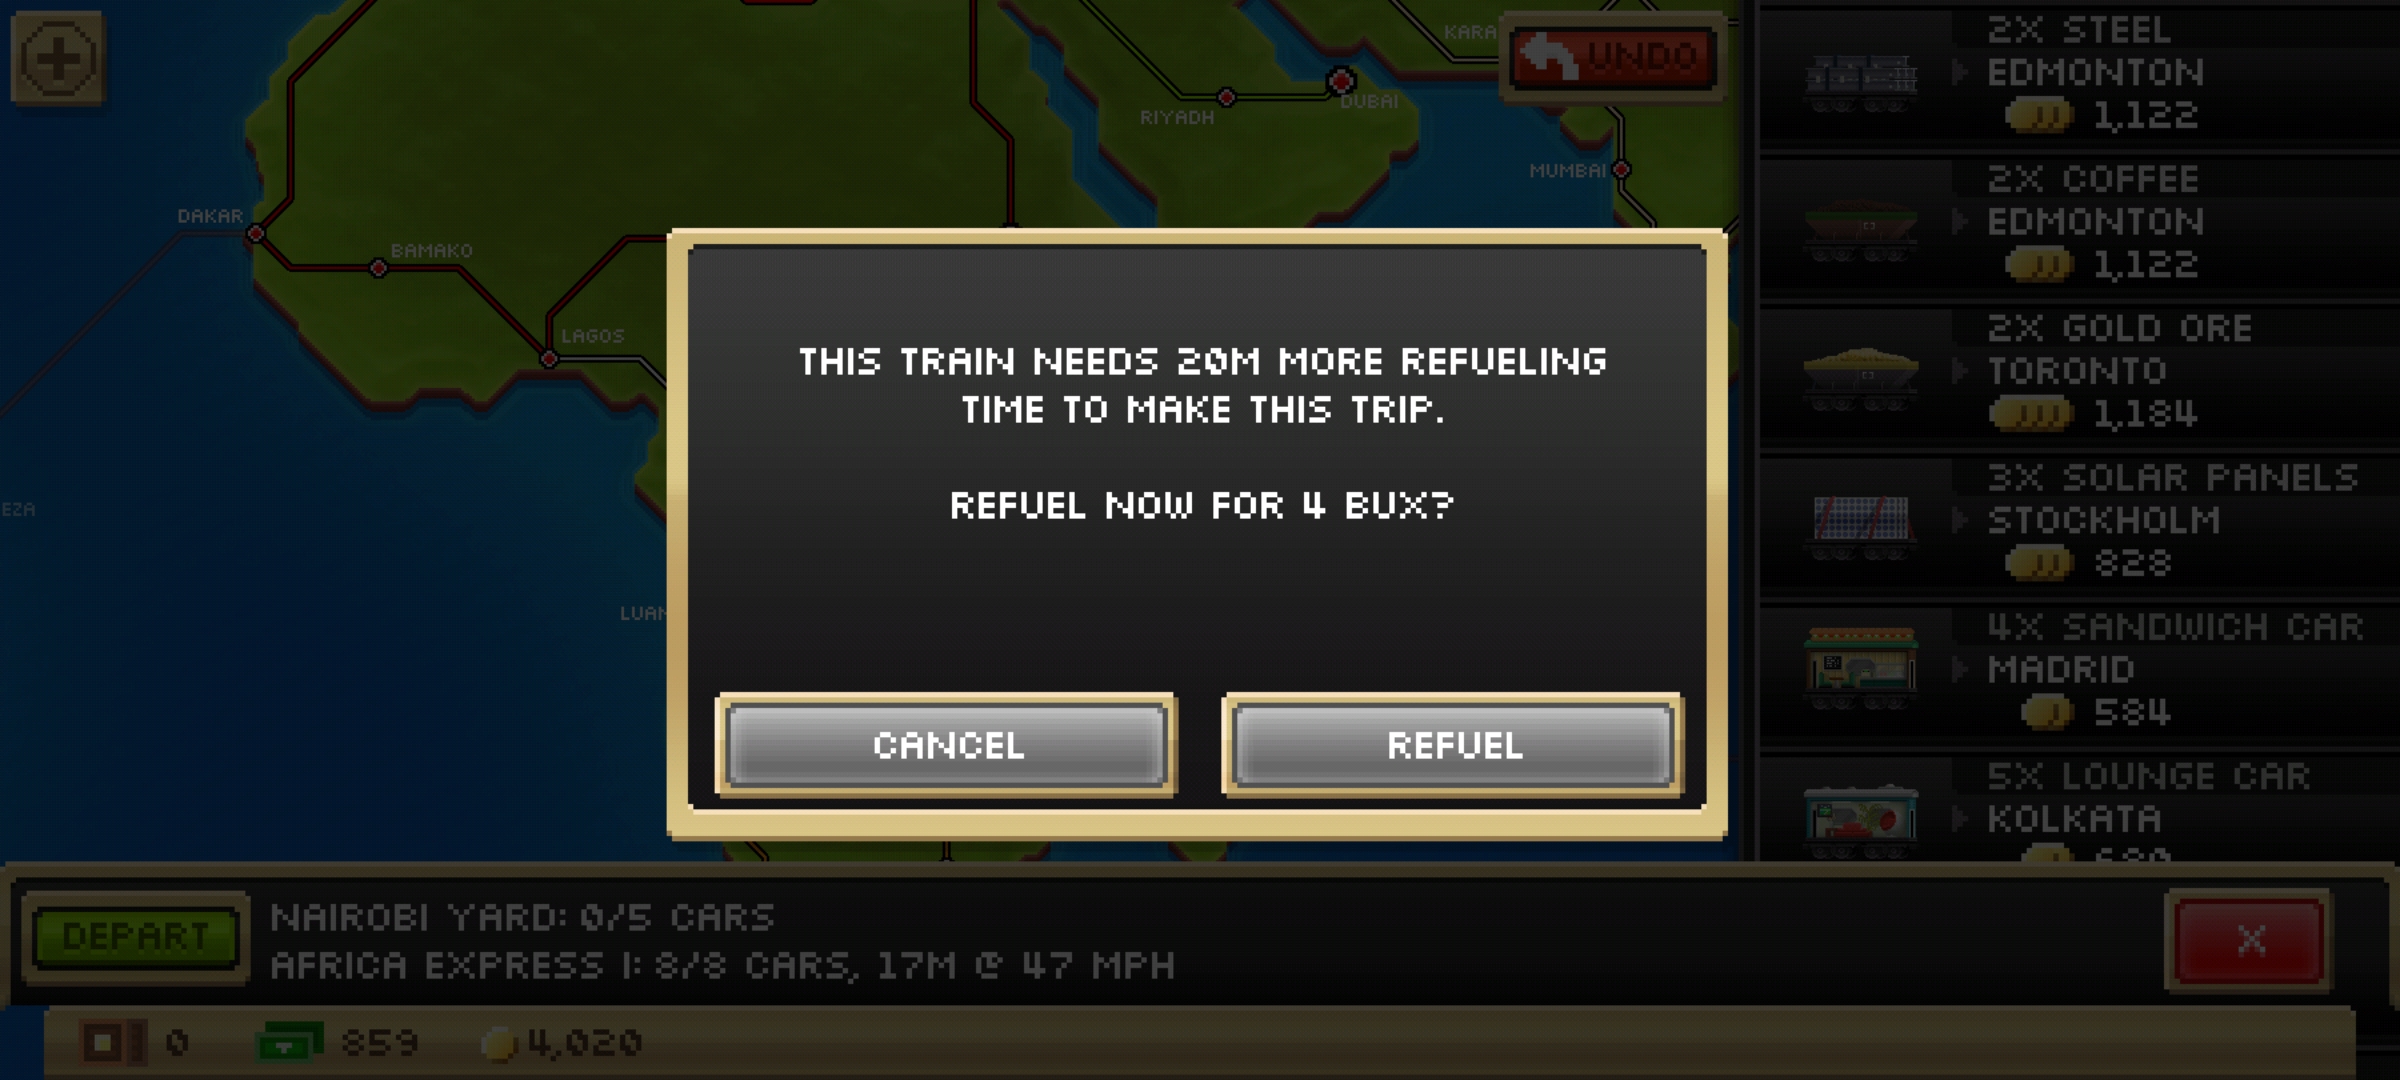 KARA
UNDO
DUBAI
RIYADH
MUMBAI
DAKAR
BAMAKO
LAGOS
EZA
LUAN
THIS TRAIN NEEDS 20M MORE REFUELING
TIME TO MAKE THIS TRIP.
REFUEL NOW FOR 4 BUX?
CANCEL
REFUEL
2X STEEL
EDMONTON
1,122
2X COFFEE
EDMONTON
1,122
2X GOLD ORE
TORONTO
1,184
3X SOLAR PANELS
STOCKHOLM
828
4X SANDWICH CAR
MADRID
584
5X LOUNGE CAR
KOLKATA
DEPART
NAIROBI YARD: 0/5 CARS
AFRICA EXPRESS I: 8/8 CARS, 17M @ 47 MPH
X
0
859
4,020